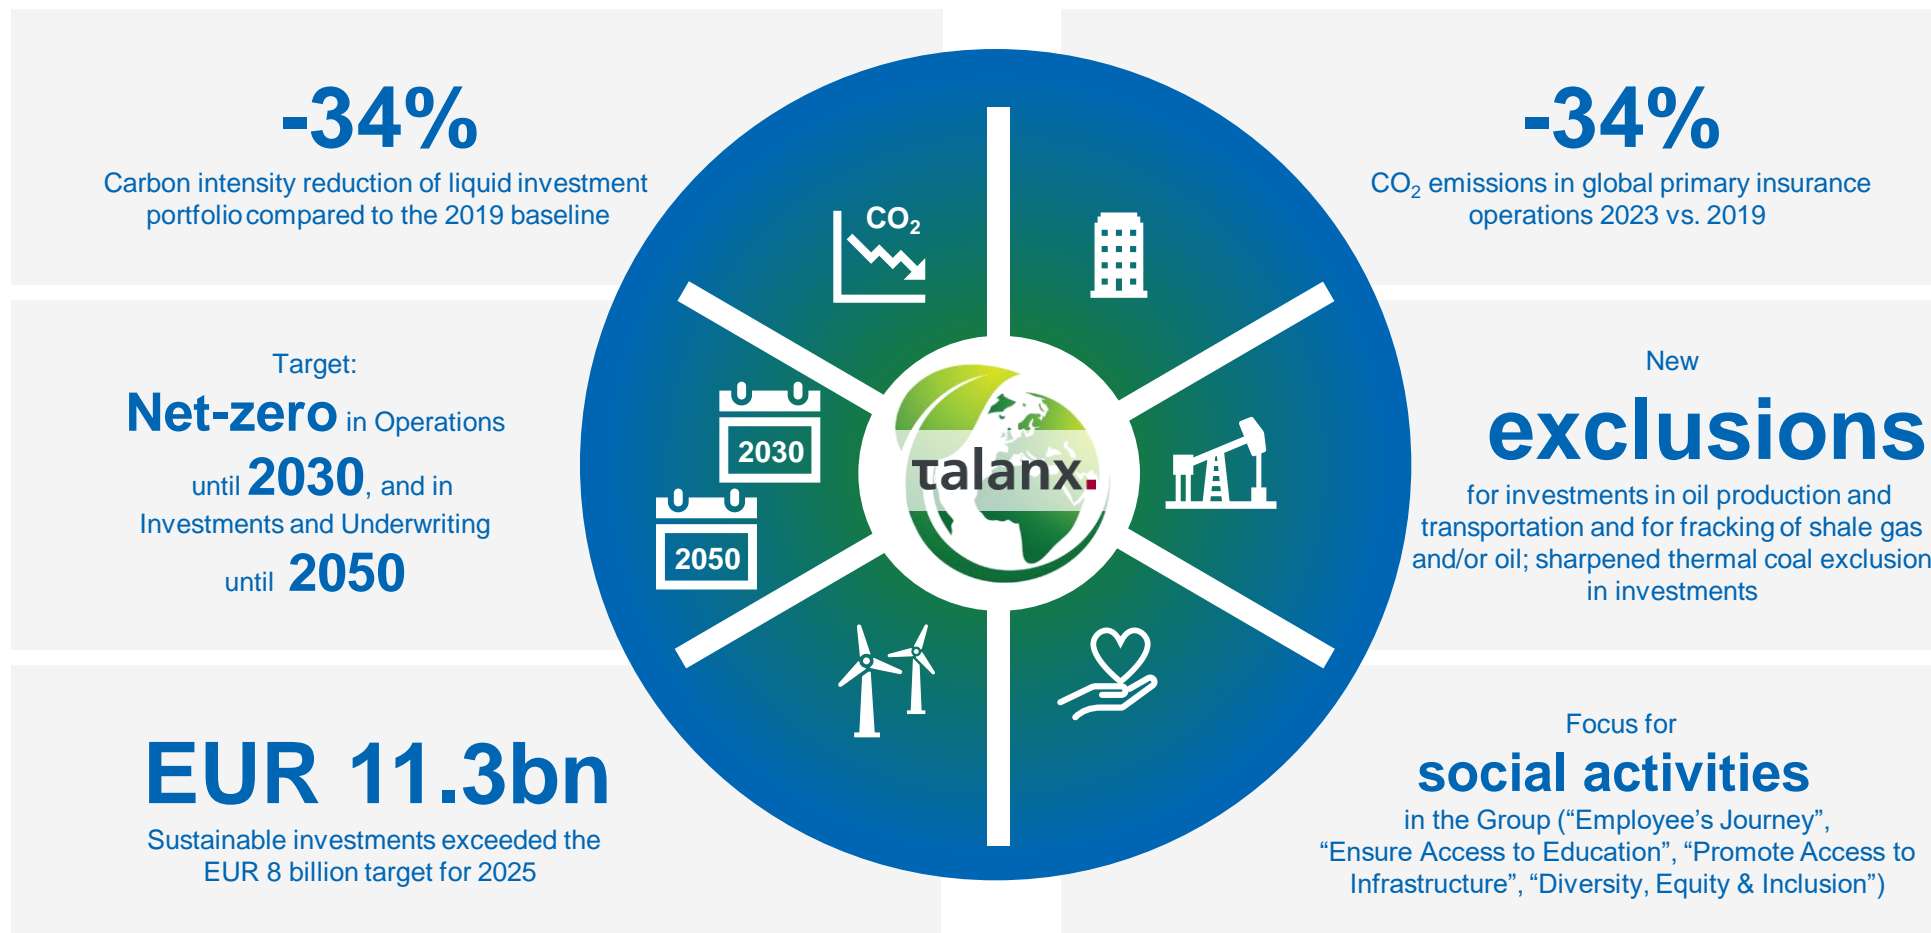 -34%
Carbon intensity reduction of liquid investment
portfolio compared to the 2019 baseline
Target:
Net-zero in Operations
until 2030, and in
Investments and Underwriting
until 2050
EUR 11.3bn
Sustainable investments exceeded the
EUR 8 billion target for 2025
CO₂
2030
2050
talanx.
-34%
CO₂ emissions in global primary insurance
operations 2023 vs. 2019
New
exclusions
for investments in oil production and
transportation and for fracking of shale gas
and/or oil; sharpened thermal coal exclusion
in investments
Focus for
social activities
in the Group (“Employee’s Journey”,
“Ensure Access to Education”, “Promote Access to
Infrastructure”, “Diversity, Equity & Inclusion”)